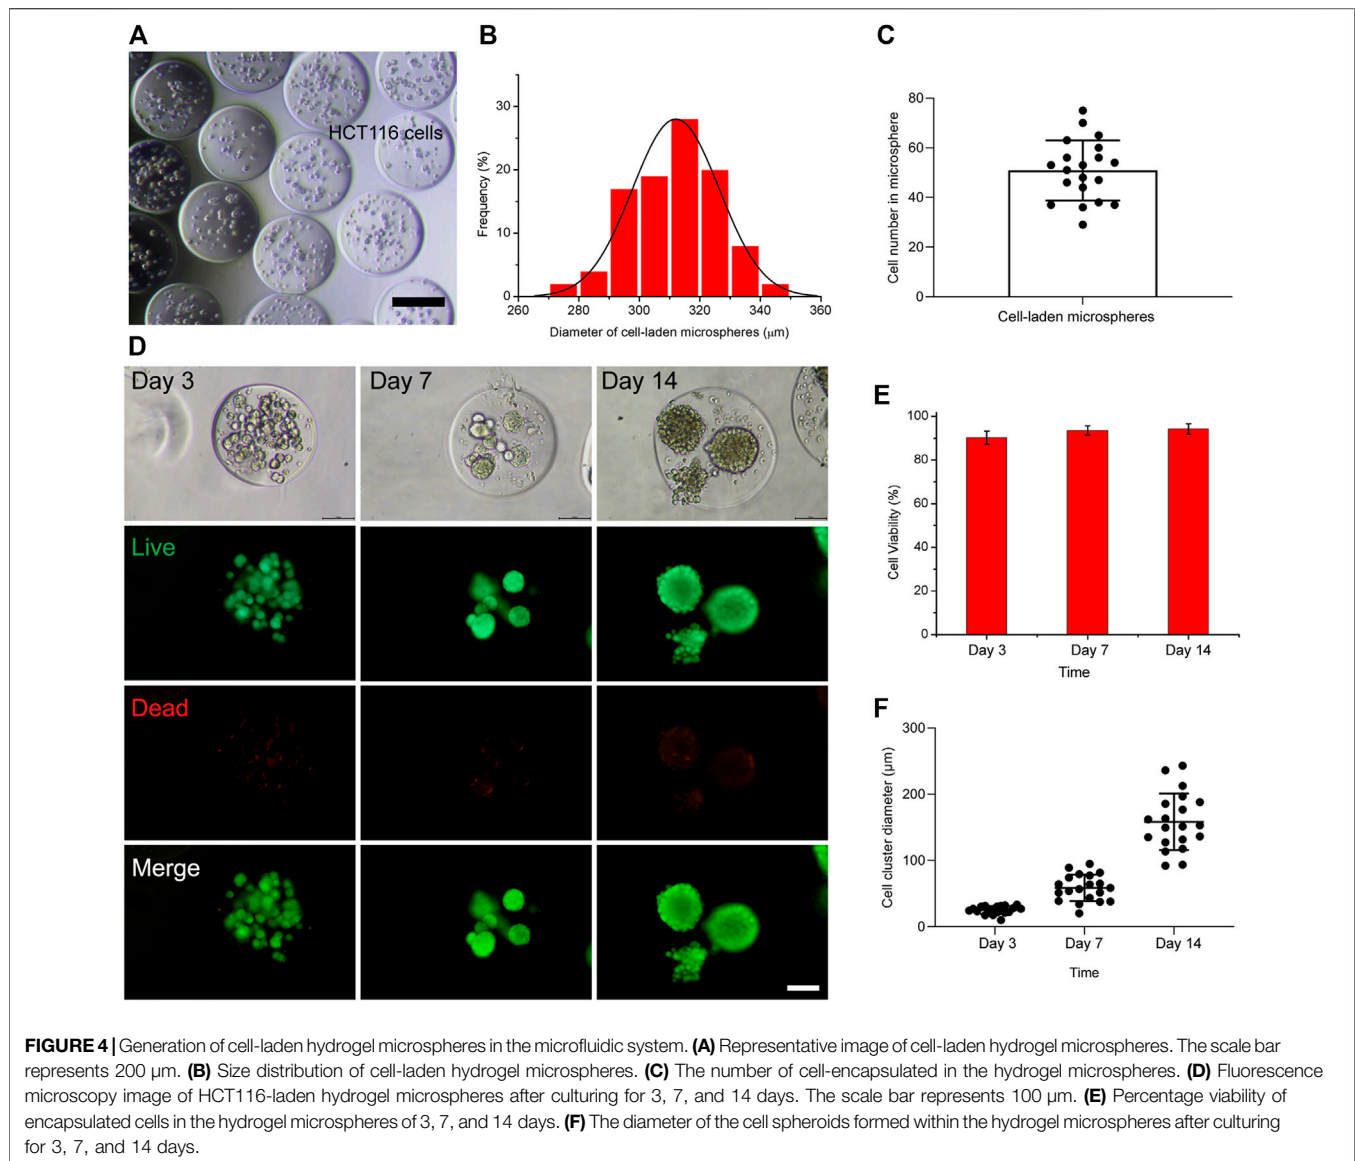 A
HCT116 cells
B
Frequency (%)
30
20
10
0
260
280
300
320
340
360
Diameter of cell-laden microspheres (μm)
C
Cell number in microsphere
80
60
40
20
0
Cell-laden microspheres
D
Day 3
Day 7
Day 14
Live
Dead
Merge
E
Cell Viability (%)
100
80
60
40
20
0
Day 3
Day 7
Day 14
Time
F
Cell cluster diameter (μm)
300
200
100
0
Day 3
Day 7
Day 14
Time
FIGURE 4 | Generation of cell-laden hydrogel microspheres in the microfluidic system. (A) Representative image of cell-laden hydrogel microspheres. The scale bar
represents 200 μm. (B) Size distribution of cell-laden hydrogel microspheres. (C) The number of cell-encapsulated in the hydrogel microspheres. (D) Fluorescence
microscopy image of HCT116-laden hydrogel microspheres after culturing for 3, 7, and 14 days. The scale bar represents 100 μm. (E) Percentage viability of
encapsulated cells in the hydrogel microspheres of 3, 7, and 14 days. (F) The diameter of the cell spheroids formed within the hydrogel microspheres after culturing
for 3, 7, and 14 days.